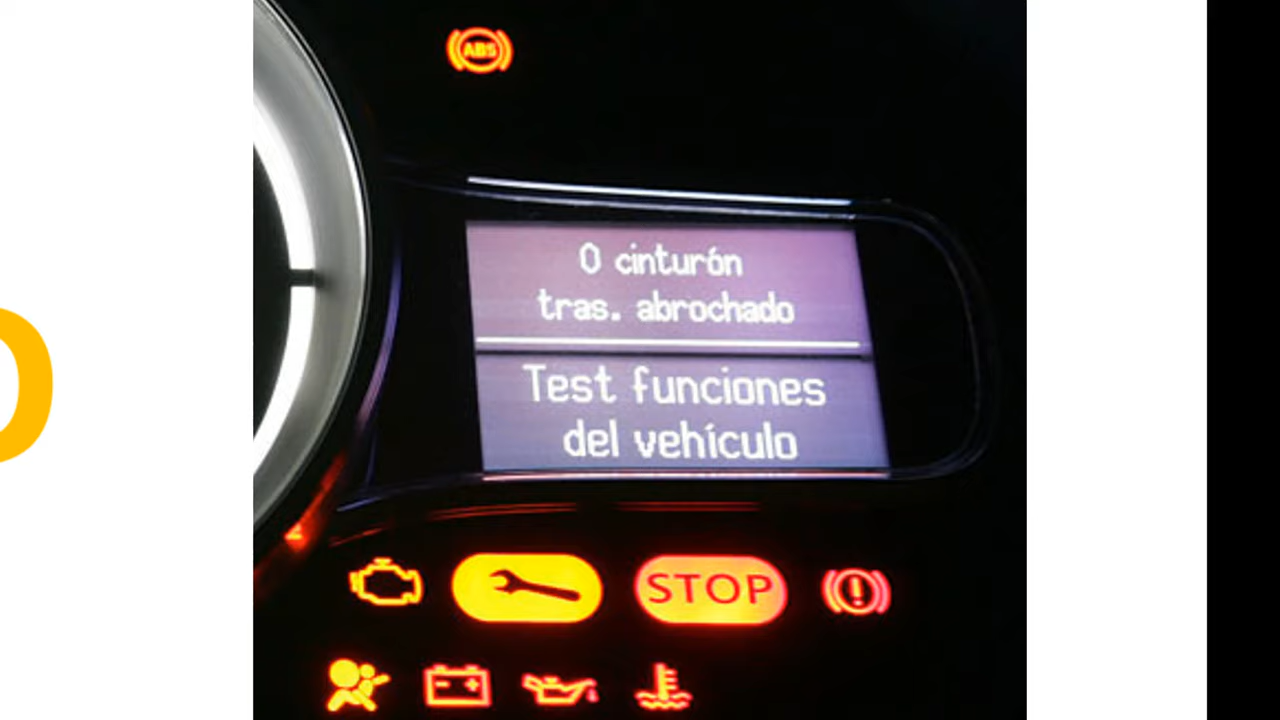 ABS
0 cinturón
tras. abrochado
Test funciones
del vehículo
STOP